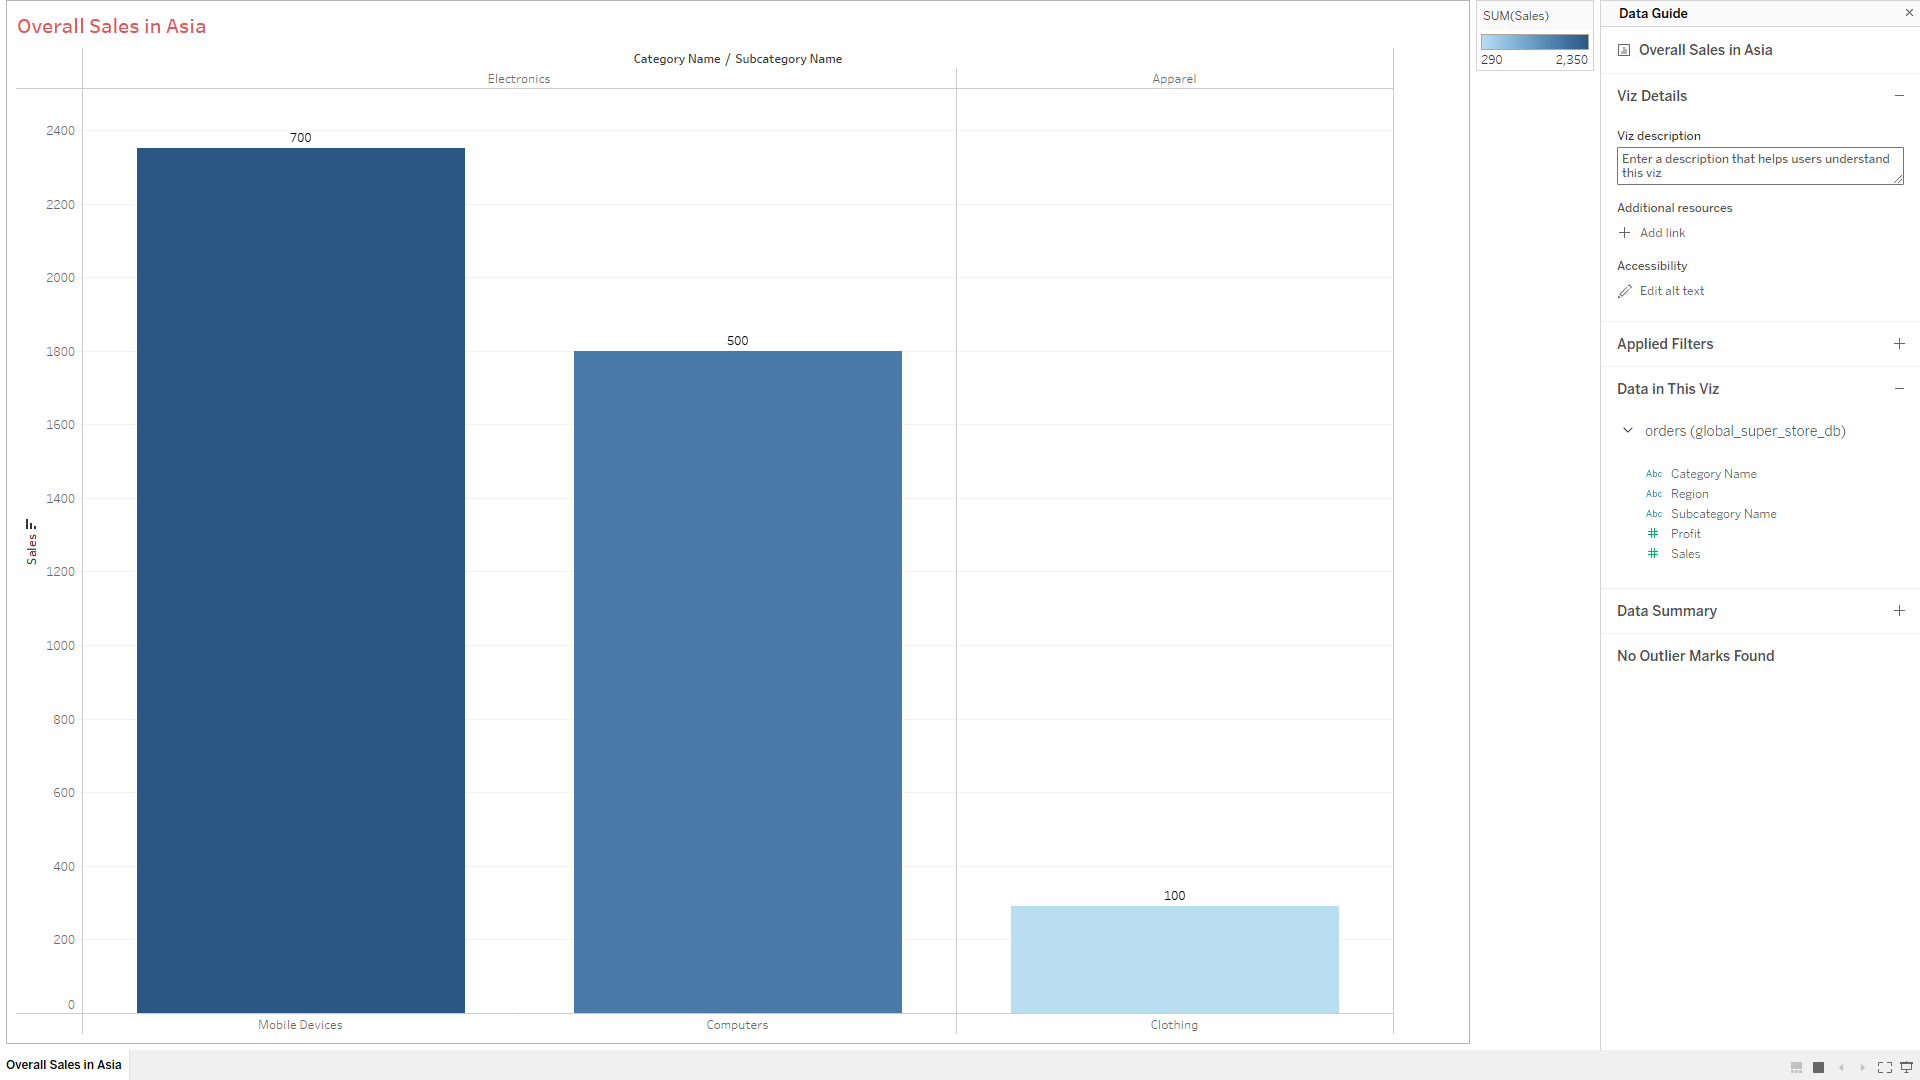 Overall Sales in Asia
Category Name / Subcategory Name
Electronics
Apparel
2400
2200
2000
1800
1600
1400
1200
1000
800
600
400
200
0
Sales
700
500
100
Mobile Devices
Computers
Clothing
SUM(Sales)
290
2,350
Data Guide
Overall Sales in Asia
Viz Details
Viz description
Enter a description that helps users understand
this viz
Additional resources
Add link
Accessibility
Edit alt text
Applied Filters
Data in This Viz
orders (global_super_store_db)
Abc Category Name
Abc Region
Abc Subcategory Name
# Profit
# Sales
Data Summary
No Outlier Marks Found
Overall Sales in Asia